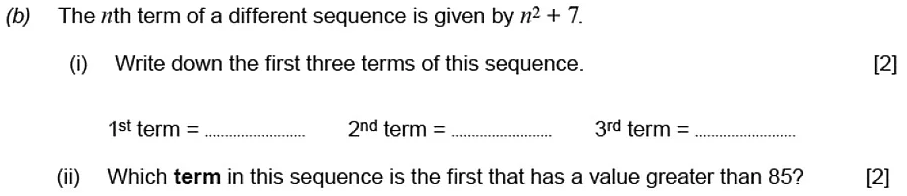 (b) The nth term of a different sequence is given by n² + 7.
(i) Write down the first three terms of this sequence. [2]
1st term = .......................... 2nd term = .......................... 3rd term = ..........................
(ii) Which term in this sequence is the first that has a value greater than 85? [2]